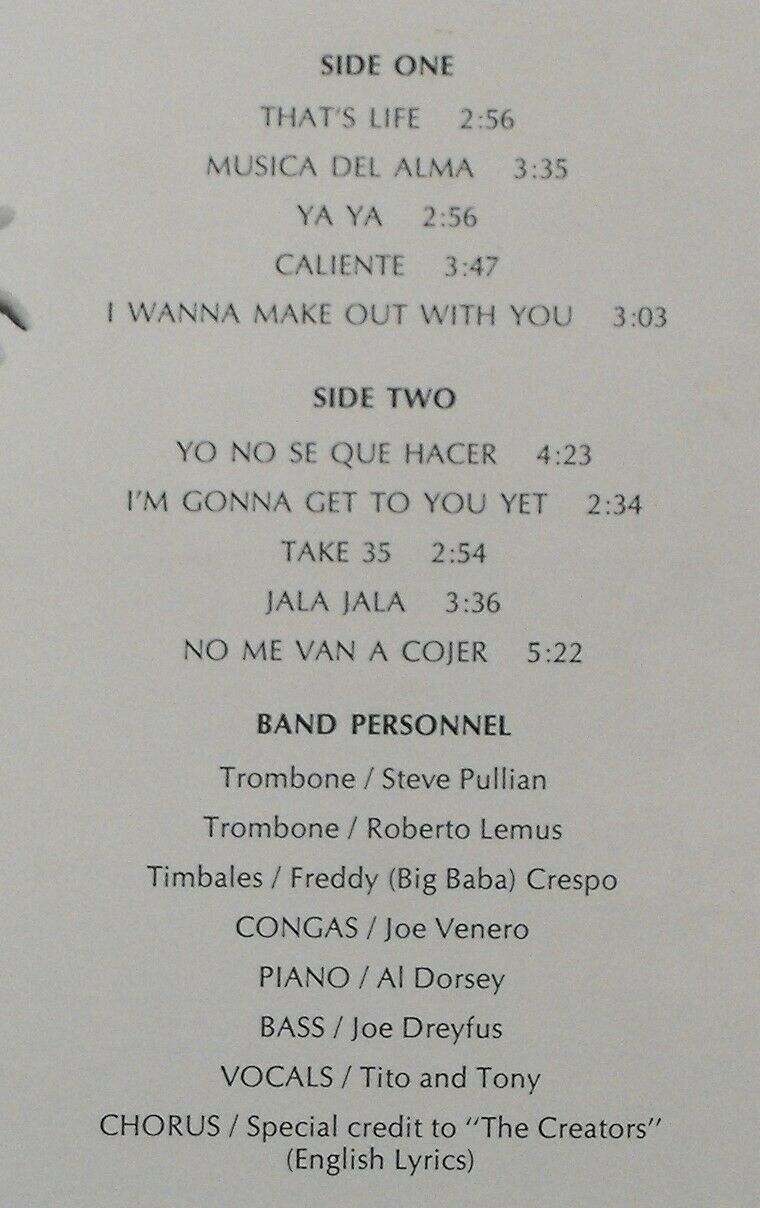 SIDE ONE
THAT'S LIFE 2:56
MUSICA DEL ALMA 3:35
YA YA 2:56
CALIENTE 3:47
I WANNA MAKE OUT WITH YOU 3:03
SIDE TWO
YO NO SE QUE HACER 4:23
I'M GONNA GET TO YOU YET 2:34
TAKE 35 2:54
JALA JALA 3:36
NO ME VAN A COJER 5:22
BAND PERSONNEL
Trombone / Steve Pullian
Trombone / Roberto Lemus
Timbales / Freddy (Big Baba) Crespo
CONGAS / Joe Venero
PIANO / Al Dorsey
BASS / Joe Dreyfus
VOCALS / Tito and Tony
CHORUS / Special credit to "The Creators"
(English Lyrics)